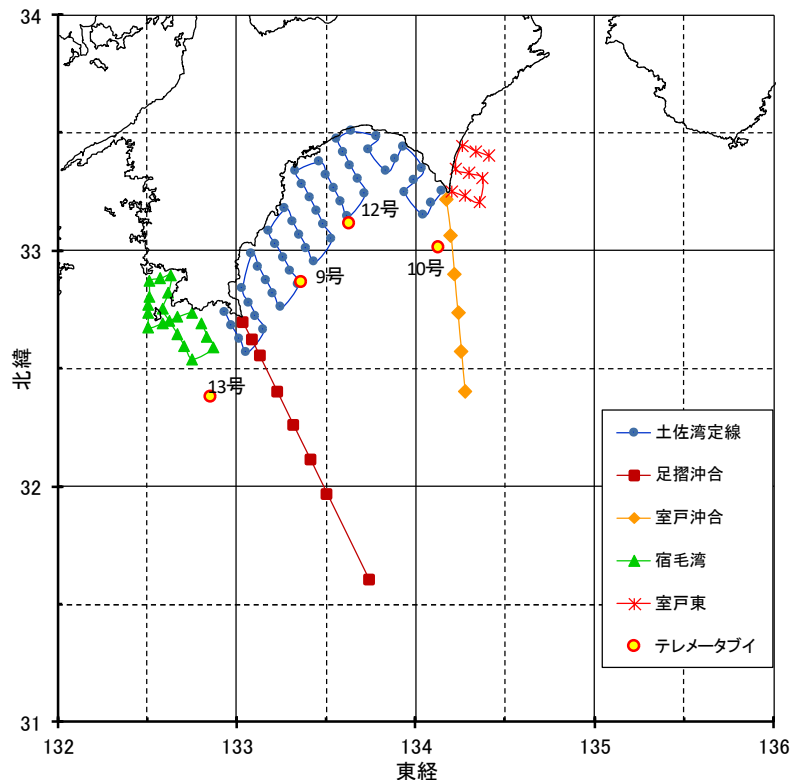 34
33
32
31
北緯
12号
10号
9号
13号
土佐湾定線
足摺沖合
室戸沖合
宿毛湾
室戸東
テレメータブイ
132
133
134
135
136
東経